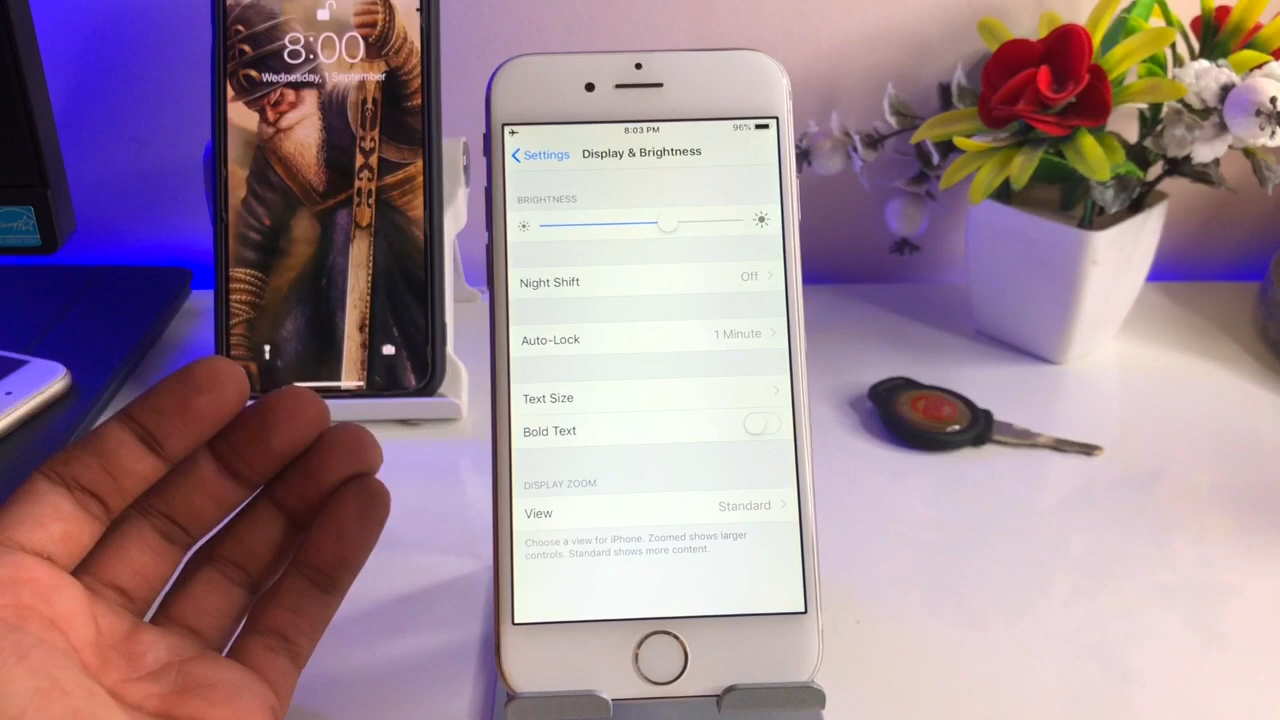 8:00
Wednesday, 1 September
8:03 PM
96%
Settings
Display & Brightness
BRIGHTNESS
Night Shift
Off
Auto-Lock
1 Minute
Text Size
Bold Text
DISPLAY ZOOM
View
Standard
Choose a view for iPhone. Zoomed shows larger
controls. Standard shows more content.